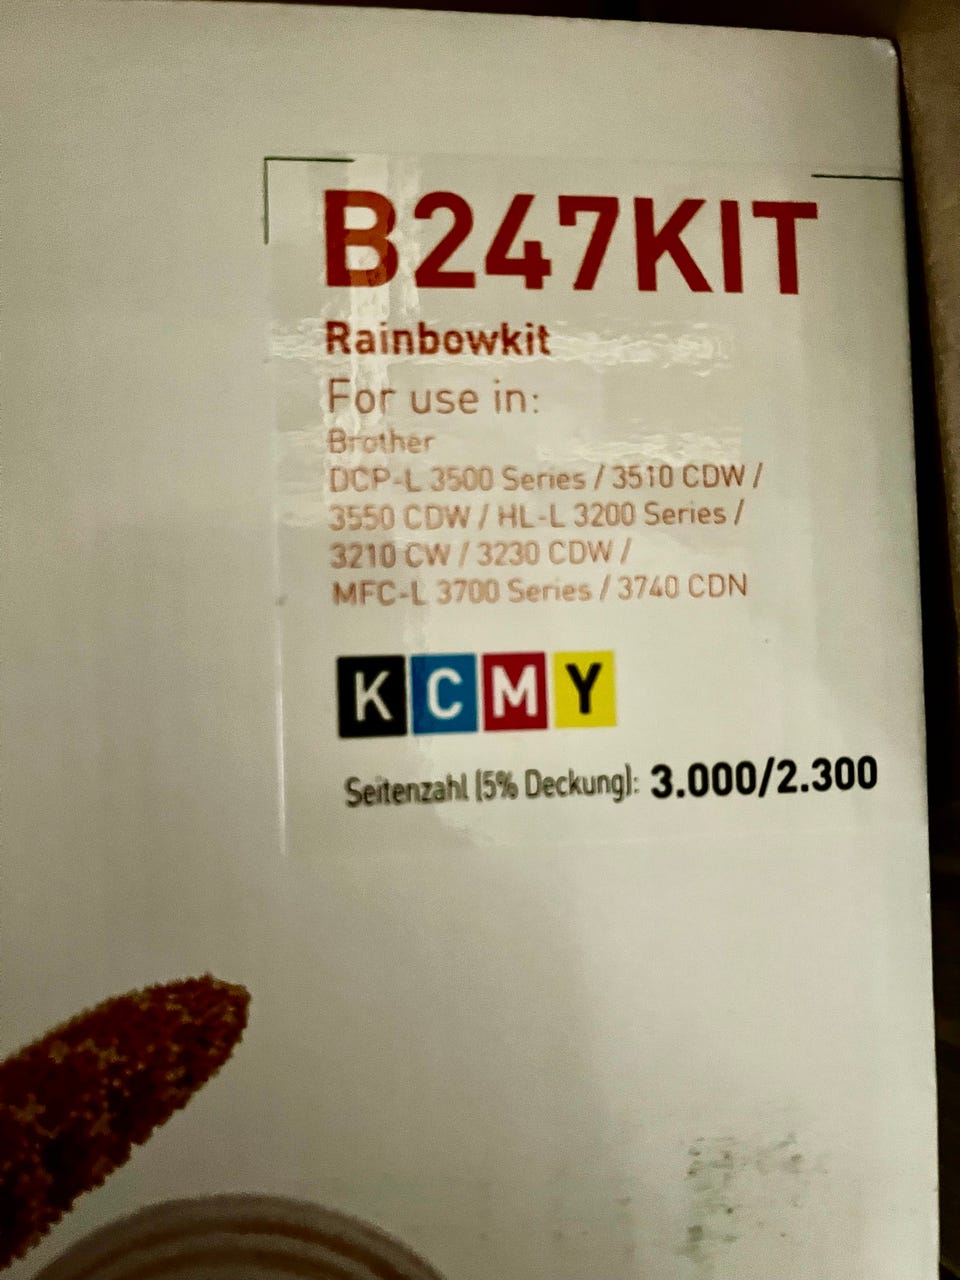 B247KIT
Rainbowkit
For use in:
Brother
DCP-L 3500 Series / 3510 CDW /
3550 CDW / HL-L 3200 Series /
3210 CW / 3230 CDW /
MFC-L 3700 Series / 3740 CDN
K C M Y
Seitenzahl (5% Deckung): 3.000/2.300